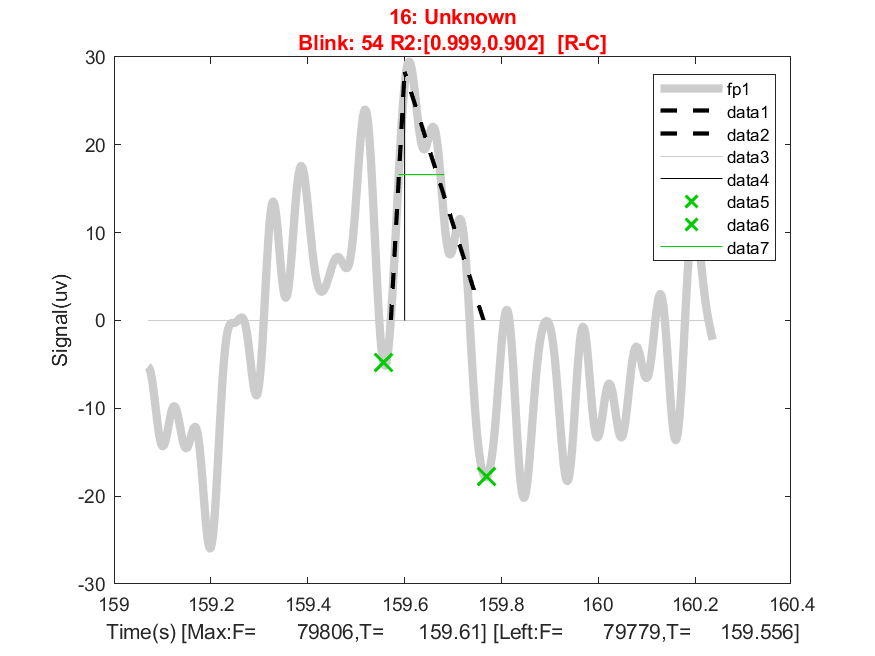 16: Unknown
Blink: 54 R2:[0.999,0.902]  [R-C]
30
20
10
0
-10
-20
-30
Signal(uv)
fp1
data1
data2
data3
data4
data5
data6
data7
159 159.2 159.4 159.6 159.8 160 160.2 160.4
Time(s) [Max:F= 79806,T= 159.61] [Left:F= 79779,T= 159.556]